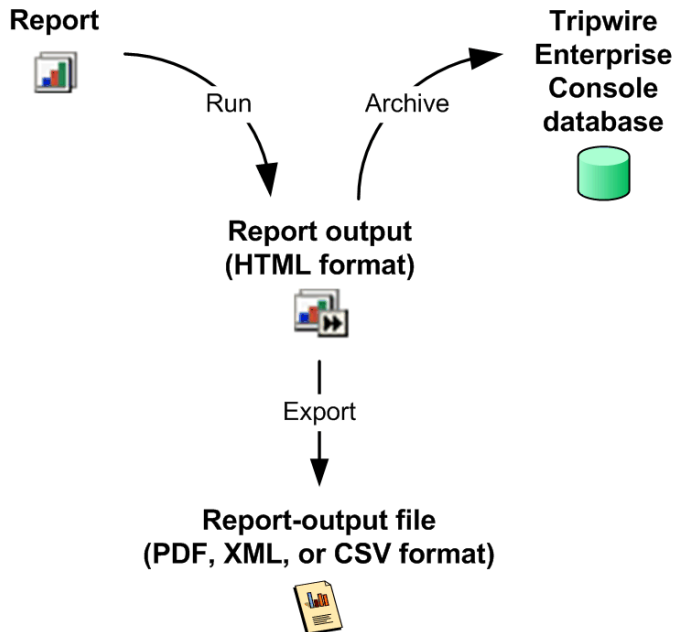 Report
Tripwire
Enterprise
Console
database
Run
Archive
Report output
(HTML format)
Export
Report-output file
(PDF, XML, or CSV format)